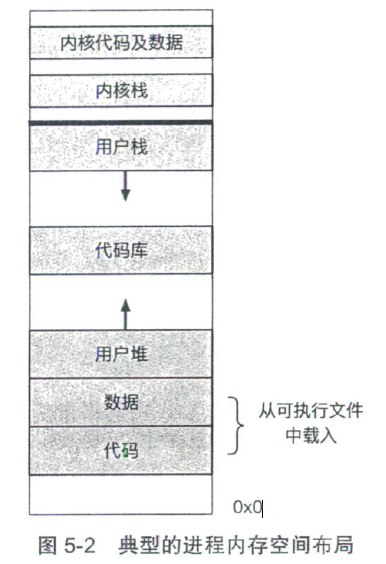 内核代码及数据
内核栈
用户栈
代码库
用户堆
数据
代码
从可执行文件
中载入
0x0
图 5-2 典型的进程内存空间布局